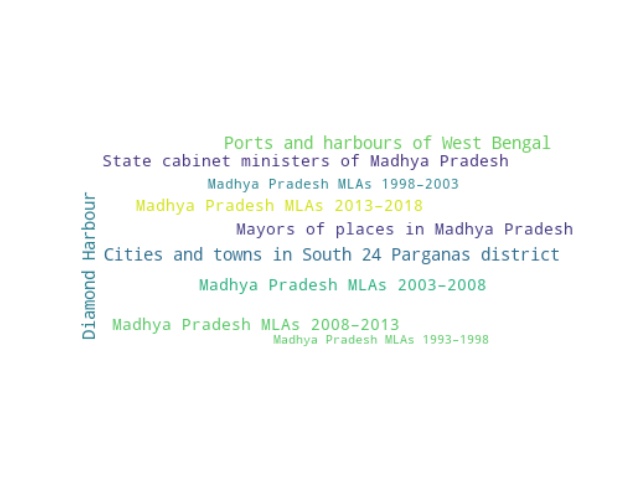 Ports and harbours of West Bengal
State cabinet ministers of Madhya Pradesh
Madhya Pradesh MLAs 1998–2003
Madhya Pradesh MLAs 2013–2018
Mayors of places in Madhya Pradesh
Cities and towns in South 24 Parganas district
Diamond Harbour
Madhya Pradesh MLAs 2003–2008
Madhya Pradesh MLAs 2008–2013
Madhya Pradesh MLAs 1993–1998